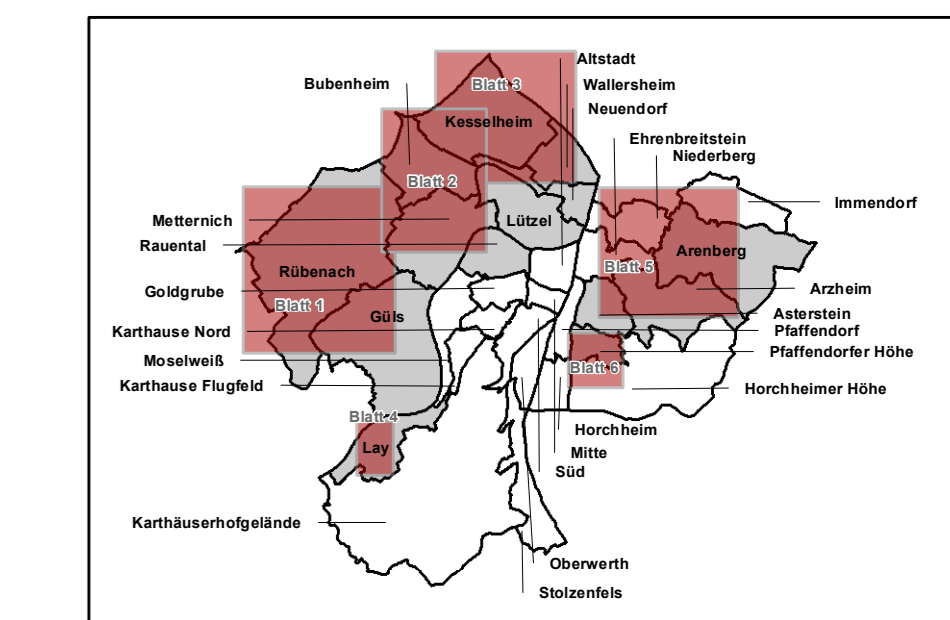 Altstadt
Bubenheim
Blatt 3
Wallersheim
Neuendorf
Kesselheim
Ehrenbreitstein
Niederberg
Blatt 2
Immendorf
Metternich
Lützel
Rauental
Arenberg
Rübenach
Blatt 5
Goldgrube
Arzheim
Blatt 1
Güls
Asterstein
Karthause Nord
Pfaffendorf
Moselweiß
Pfaffendorfer Höhe
Blatt 6
Karthause Flugfeld
Horchheimer Höhe
Blatt 4
Horchheim
Lay
Mitte
Süd
Karthäuserhofgelände
Oberwerth
Stolzenfels